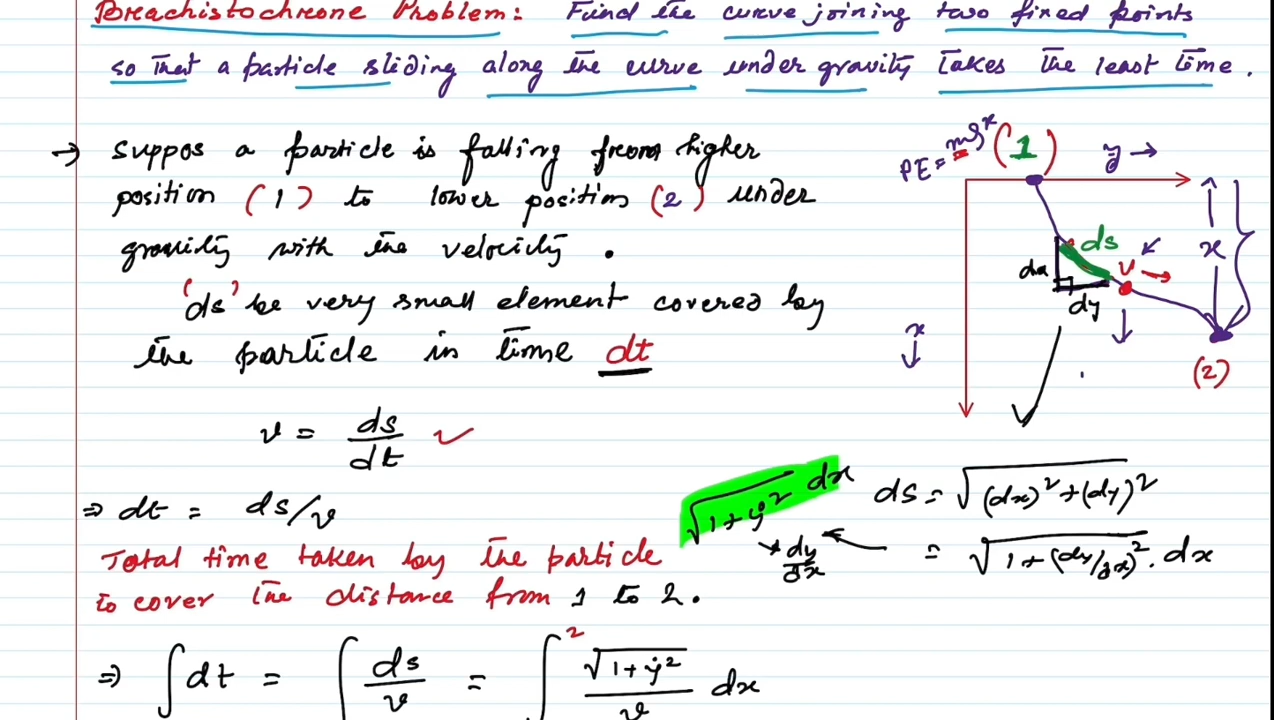 Breachistochrone Problem: Find the curve joining two fixed points
so that a particle sliding along the curve under gravity takes the least time.
→ Suppos a particle is falling from higher
position (1) to lower position (2) under
gravity with the velocity.
'ds' be very small element covered by
the particle in time dt
v = ds/dt ✓
⇒ dt = ds/v
Total time taken by the particle
to cover the distance from 1 to 2.
⇒ ∫dt = ∫ ds/v = ∫² √(1+ẏ²)/v dx
PE = mgx (1) y →
ds
v
dx
dy
x
x ↓
(2)
√(1+ẏ²) dx
→ dy/dx
ds = √((dx)²+(dy)²)
= √(1+(dy/dx)²) . dx